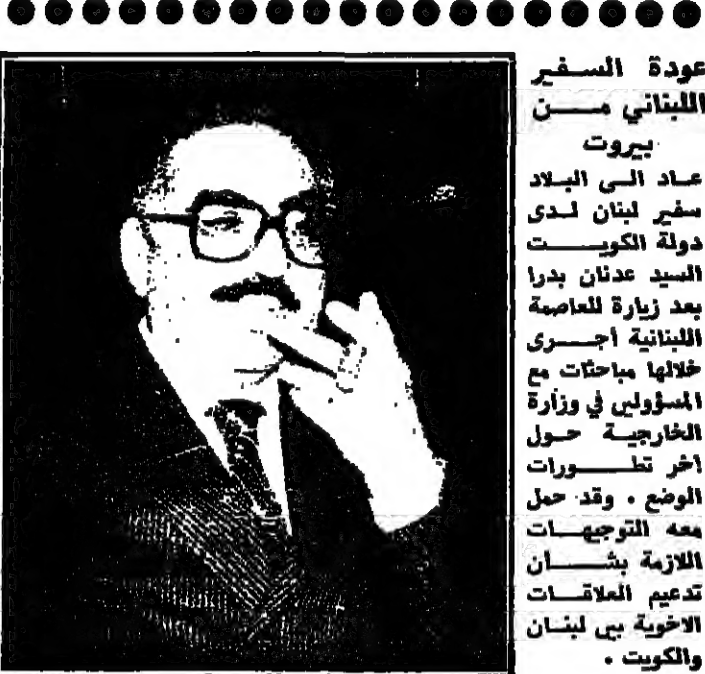 عودة السفير
اللبناني من
بيروت
عاد الى البلاد
سفير لبنان لدى
دولة الكويت
السيد عدنان بدرا
بعد زيارة للعاصمة
اللبنانية أجرى
خلالها مباحثات مع
المسؤولين في وزارة
الخارجية حول
اخر تطورات
الوضع . وقد حمل
معه التوجيهات
اللازمة بشأن
تدعيم العلاقات
الاخوية بين لبنان
والكويت .